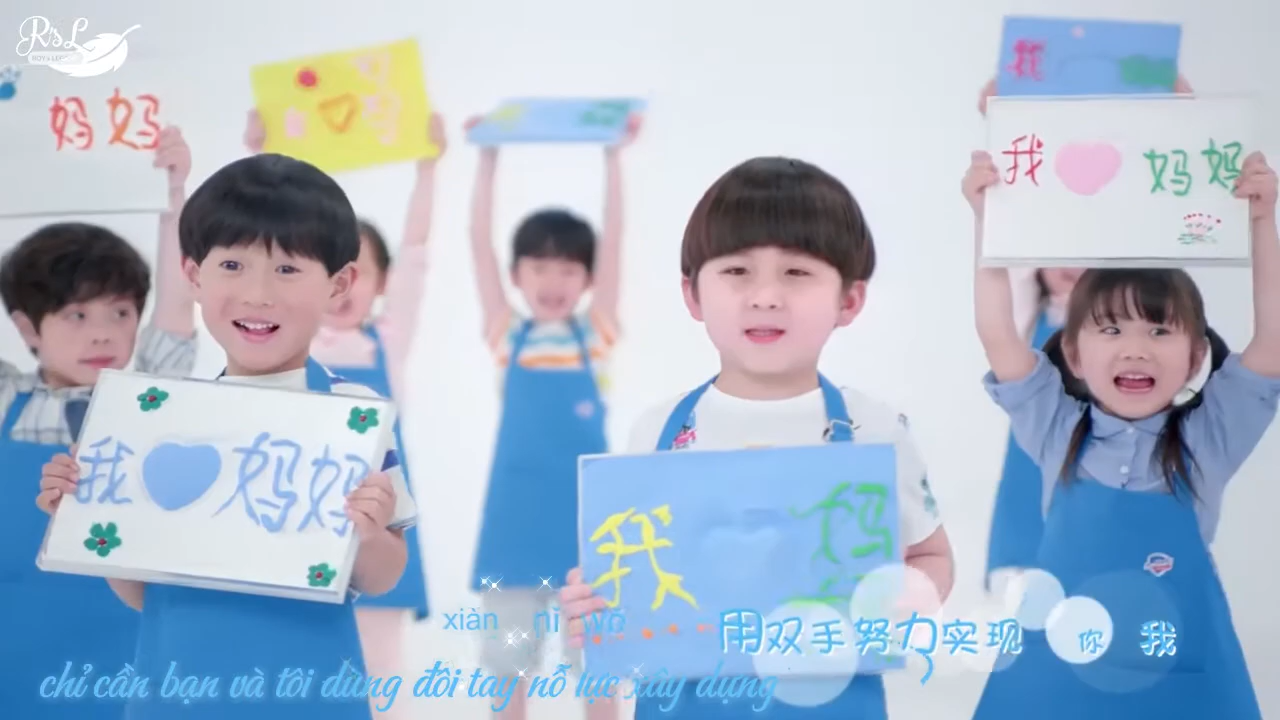 RsL
妈妈
我
我 妈妈
我 妈妈
我 妈
xiàn nǐ wǒ
用双手努力实现 你 我
chỉ cần bạn và tôi dùng đôi tay nỗ lực xây dựng